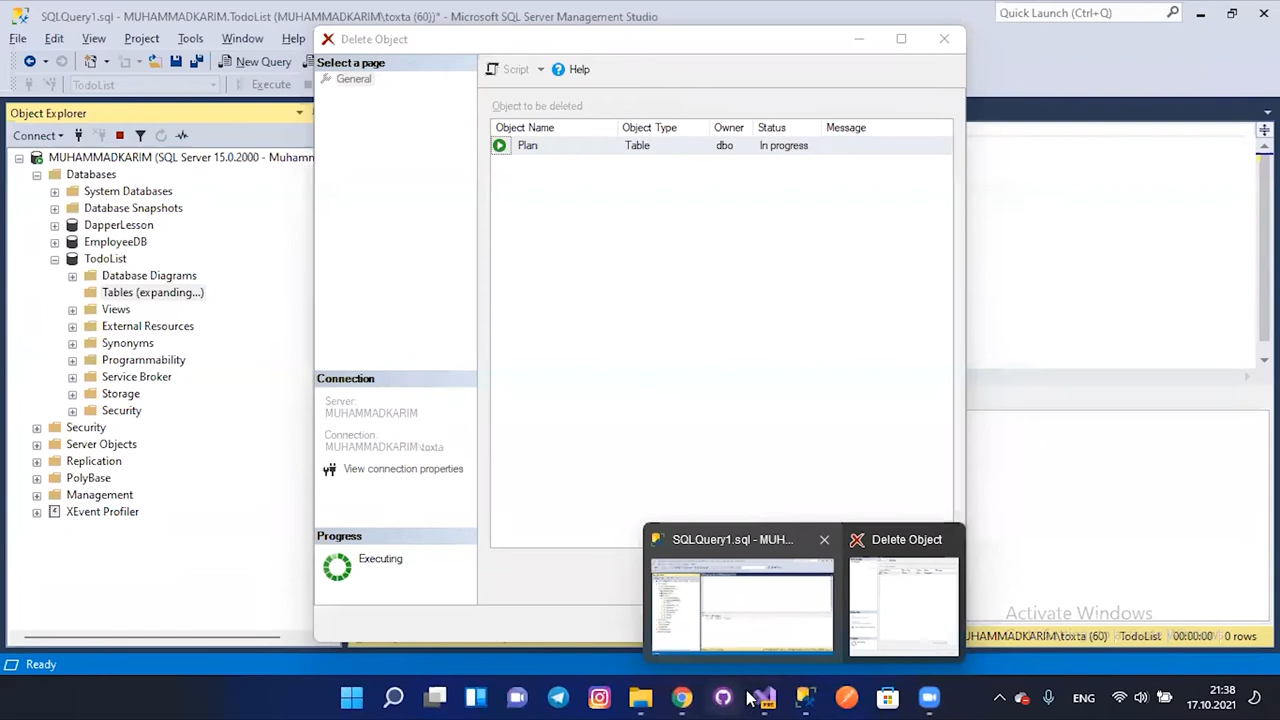 SQLQuery1.sql - MUHAMMADKARIM.TodoList (MUHAMMADKARIM\toxta (60))* - Microsoft SQL Server Management Studio
Quick Launch (Ctrl+Q)
File Edit View Project Tools Window Help
New Query
TodoList
Execute
Object Explorer
Connect
MUHAMMADKARIM (SQL Server 15.0.2000 - Muhamm
Databases
System Databases
Database Snapshots
DapperLesson
EmployeeDB
TodoList
Database Diagrams
Tables (expanding...)
Views
External Resources
Synonyms
Programmability
Service Broker
Storage
Security
Security
Server Objects
Replication
PolyBase
Management
XEvent Profiler
Delete Object
Select a page
General
Script
Help
Object to be deleted
Object Name Object Type Owner Status Message
Plan Table dbo In progress
Connection
Server:
MUHAMMADKARIM
Connection:
MUHAMMADKARIM\toxta
View connection properties
Progress
Executing
SQLQuery1.sql - MUH...
Delete Object
Activate Windows
UHAMMADKARIM\toxta (60) TodoList 00:00:00 0 rows
Ready
ENG
21:38
17.10.2021